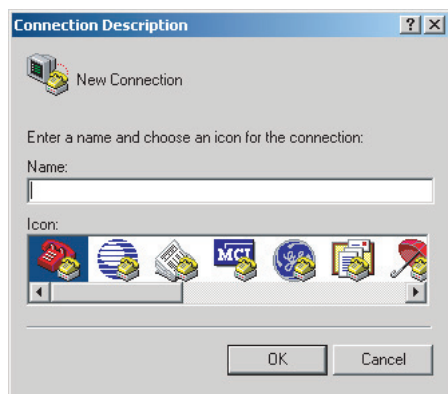 Connection Description
New Connection
Enter a name and choose an icon for the connection:
Name:
Icon:
MCI
OK
Cancel